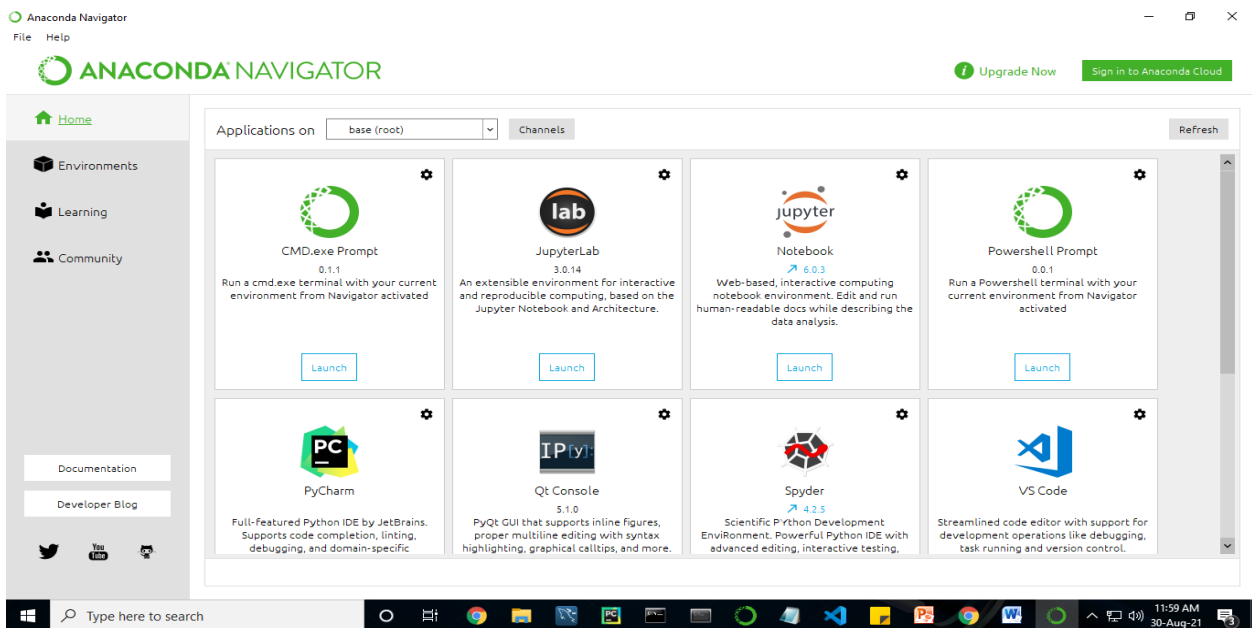 Anaconda Navigator
File Help
ANACONDA NAVIGATOR
i Upgrade Now
Sign in to Anaconda Cloud
Home
Environments
Learning
Community
Documentation
Developer Blog
You
Tube
Applications on base (root) Channels Refresh
CMD.exe Prompt
0.1.1
Run a cmd.exe terminal with your current
environment from Navigator activated
Launch
lab
JupyterLab
3.0.14
An extensible environment for interactive
and reproducible computing, based on the
Jupyter Notebook and Architecture.
Launch
jupyter
Notebook
6.0.3
Web-based, interactive computing
notebook environment. Edit and run
human-readable docs while describing the
data analysis.
Launch
Powershell Prompt
0.0.1
Run a Powershell terminal with your
current environment from Navigator
activated
Launch
PC
PyCharm
Full-featured Python IDE by JetBrains.
Supports code completion, linting,
debugging, and domain-specific
IP[y]:
Qt Console
5.1.0
PyQt GUI that supports inline figures,
proper multiline editing with syntax
highlighting, graphical calltips, and more.
Spyder
4.2.5
Scientific PYthon Development
EnviRonment. Powerful Python IDE with
advanced editing, interactive testing,
VS Code
Streamlined code editor with support for
development operations like debugging,
task running and version control.
Type here to search
PC
W
11:59 AM
30-Aug-21
3